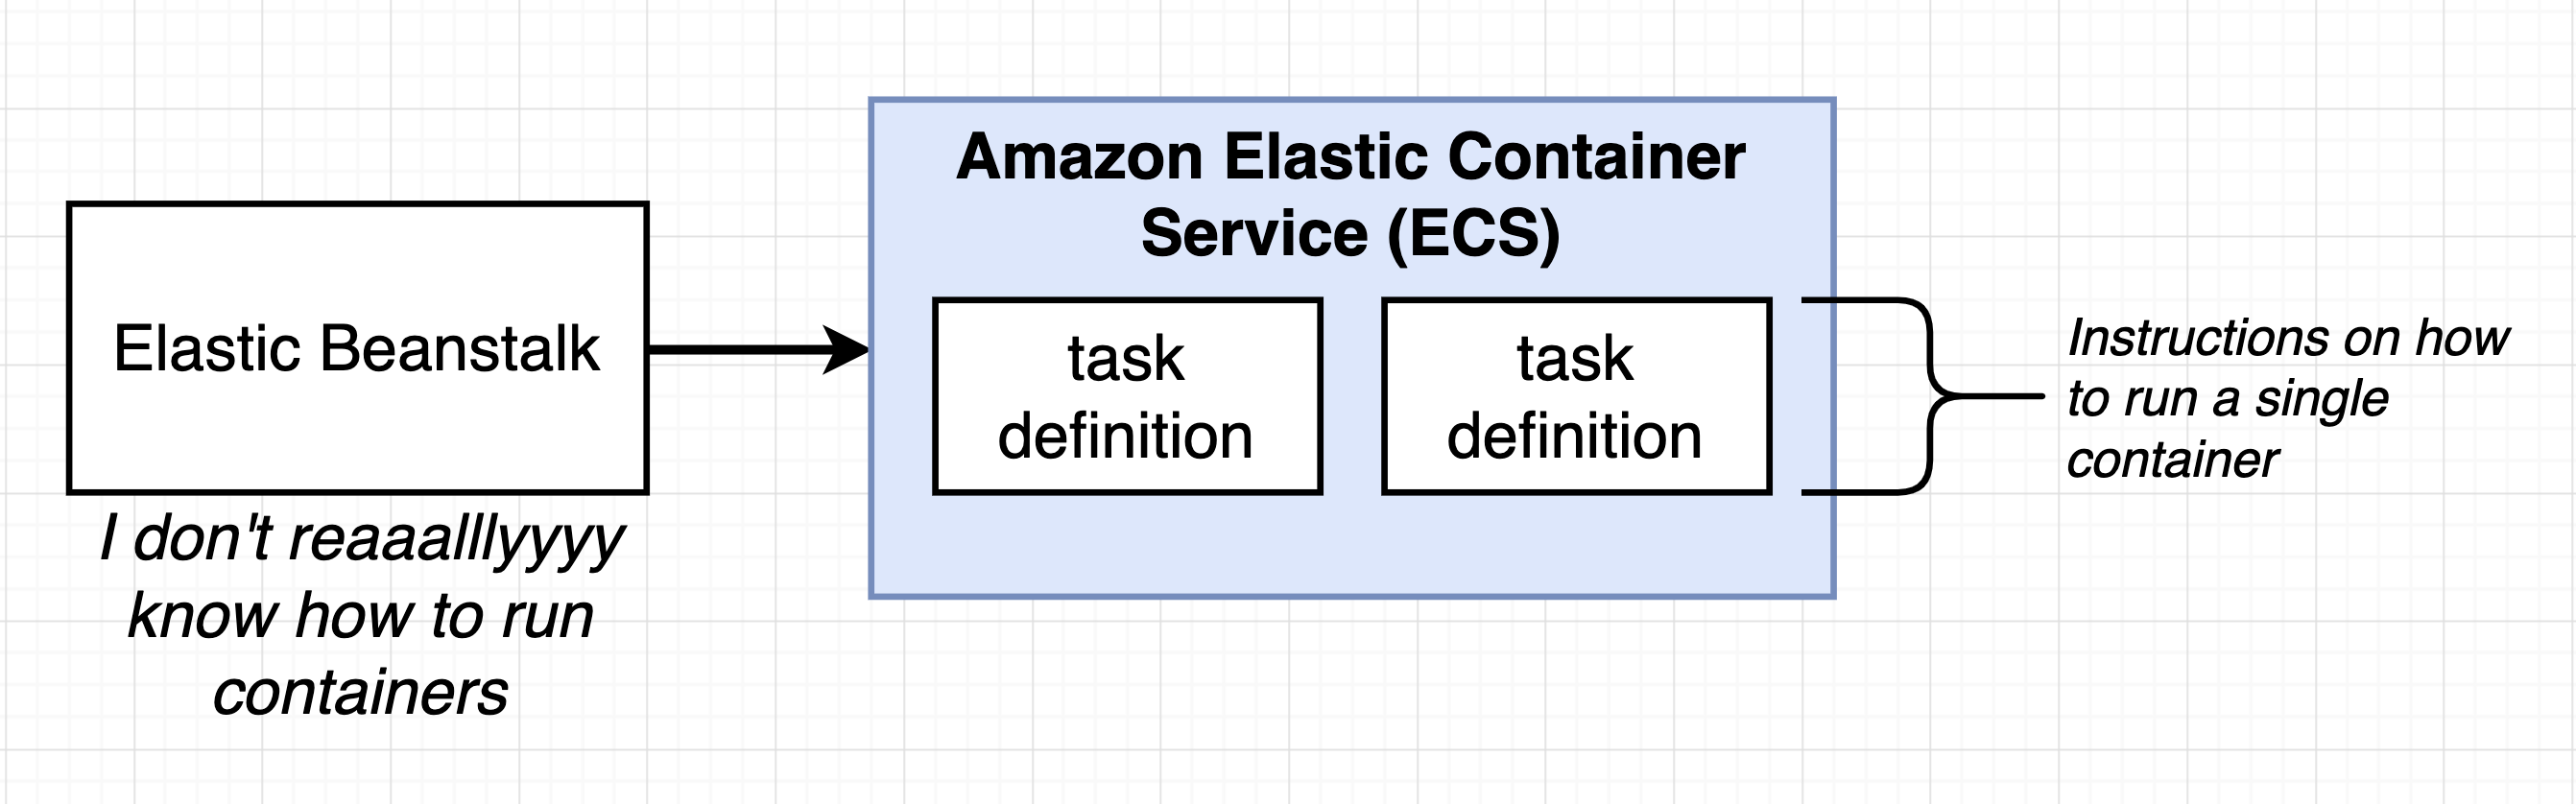 Amazon Elastic Container
Service (ECS)
Elastic Beanstalk
task
definition
task
definition
Instructions on how
to run a single
container
I don't reaaalllyyyy
know how to run
containers